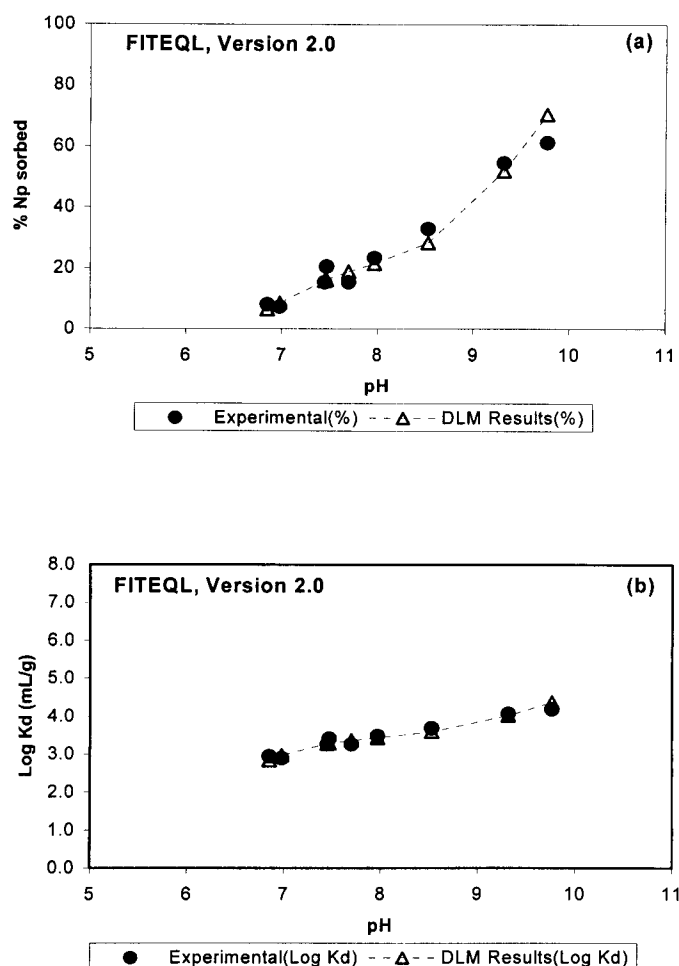 100
FITEQL, Version 2.0 (a)
80
60
40
20
0
% Np sorbed
5 6 7 8 9 10 11
pH
Experimental(%) DLM Results(%)
8.0
FITEQL, Version 2.0 (b)
7.0
6.0
5.0
4.0
3.0
2.0
1.0
0.0
Log Kd (mL/g)
5 6 7 8 9 10 11
pH
Experimental(Log Kd) DLM Results(Log Kd)